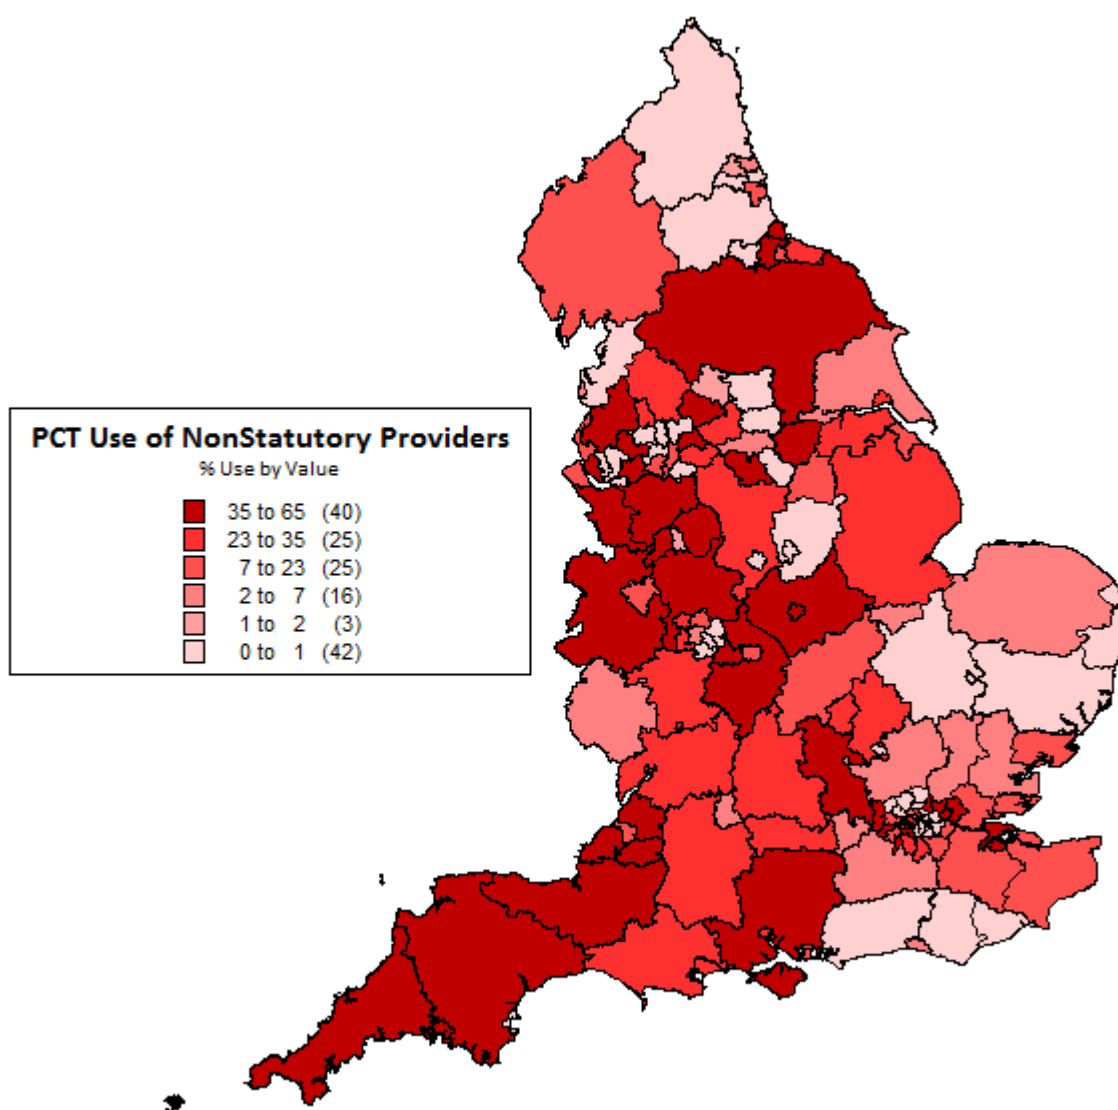 PCT Use of NonStatutory Providers
% Use by Value
35 to 65 (40)
23 to 35 (25)
7 to 23 (25)
2 to 7 (16)
1 to 2 (3)
0 to 1 (42)